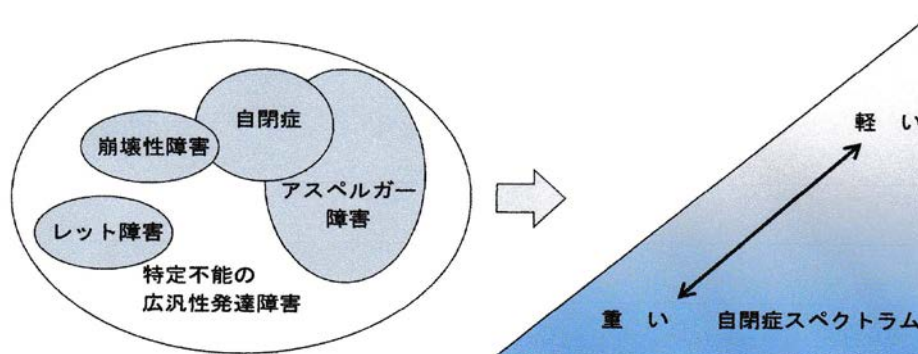 自閉症
崩壊性障害
アスペルガー
障害
レット障害
特定不能の
広汎性発達障害
軽 い
重 い
自閉症スペクトラム